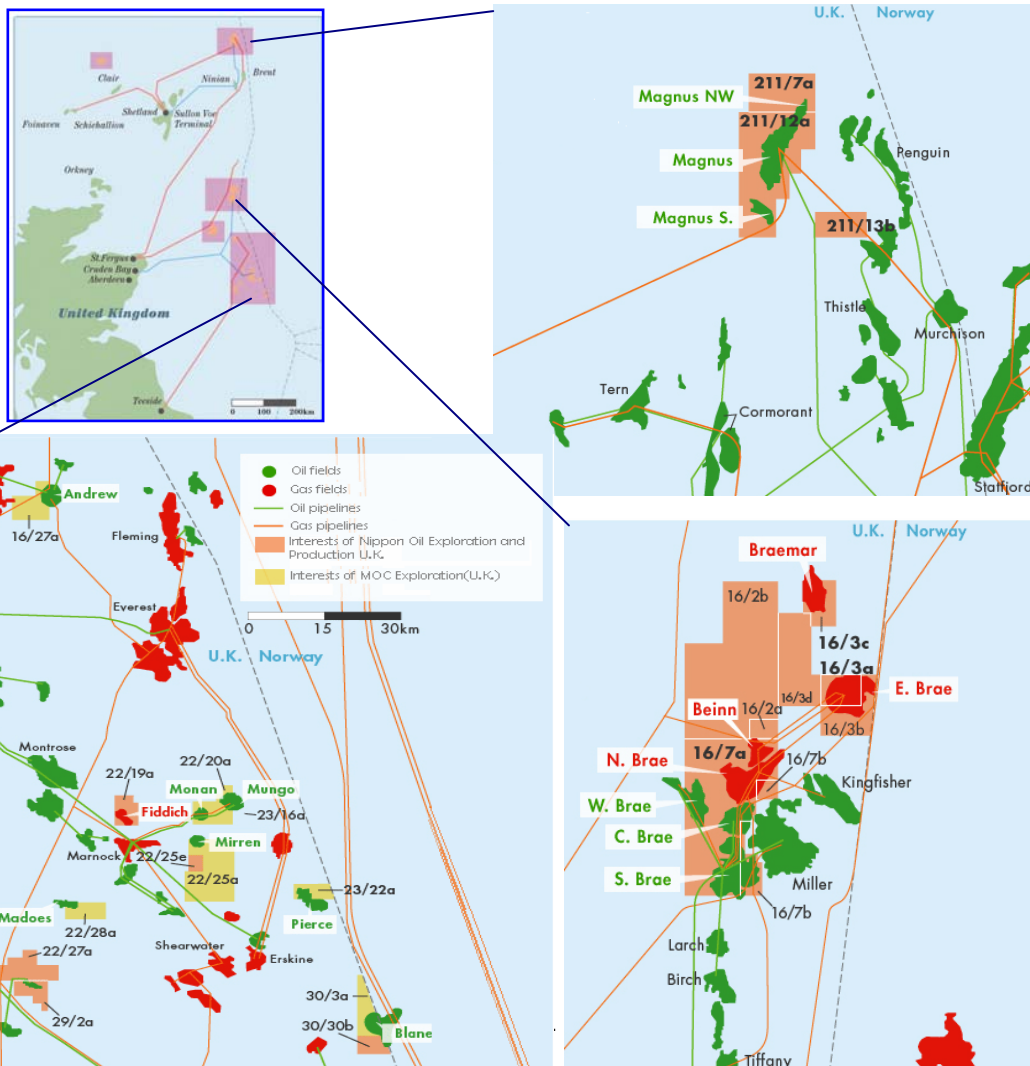 Clair
Ninian
Brent
Shetland
Sullon Voe
Terminal
Foinaven
Schiehallion
Orkney
St.Fergus
Cruden Bay
Aberdeen
United Kingdom
Teeside
0 100 200km
U.K. Norway
211/7a
Magnus NW
211/12a
Magnus
Penguin
Magnus S.
211/13b
Thistle
Murchison
Tern
Cormorant
Statfjord
Oil fields
Gas fields
Oil pipelines
Gas pipelines
Interests of Nippon Oil Exploration and
Production U.K.
Interests of MOC Exploration(U.K.)
0 15 30km
U.K. Norway
Andrew
16/27a
Fleming
Everest
Montrose
22/19a
22/20a
Monan
Mungo
Fiddich
23/16a
Marnock
Mirren
22/25e
22/25a
23/22a
Pierce
Madoes
22/28a
Shearwater
Erskine
22/27a
29/2a
30/3a
30/30b
Blane
U.K. Norway
Braemar
16/2b
16/3c
16/3a
E. Brae
16/3d
Beinn
16/2a
16/3b
16/7a
N. Brae
16/7b
Kingfisher
W. Brae
C. Brae
S. Brae
Miller
16/7b
Larch
Birch
Tiffany